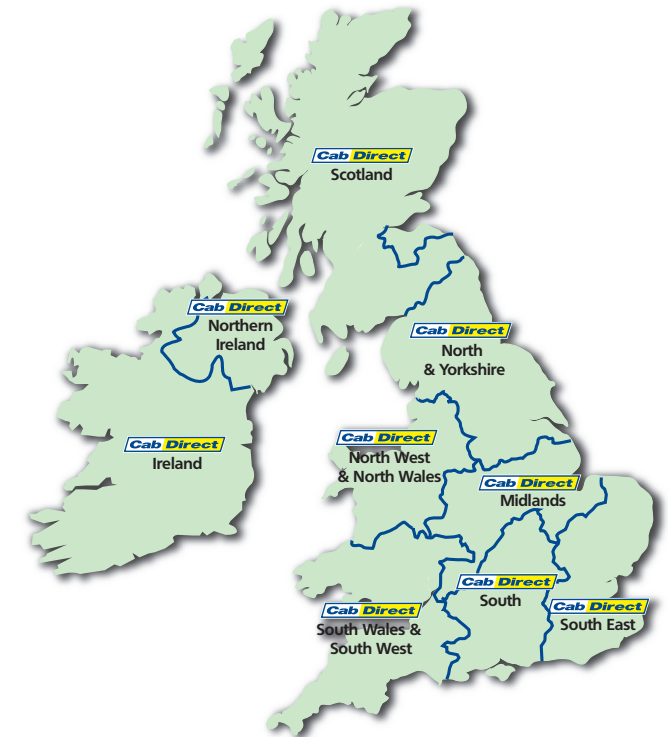 Cab Direct
Scotland
Cab Direct
Northern
Ireland
Cab Direct
North
& Yorkshire
Cab Direct
Ireland
Cab Direct
North West
& North Wales
Cab Direct
Midlands
Cab Direct
South
Cab Direct
South East
Cab Direct
South Wales &
South West